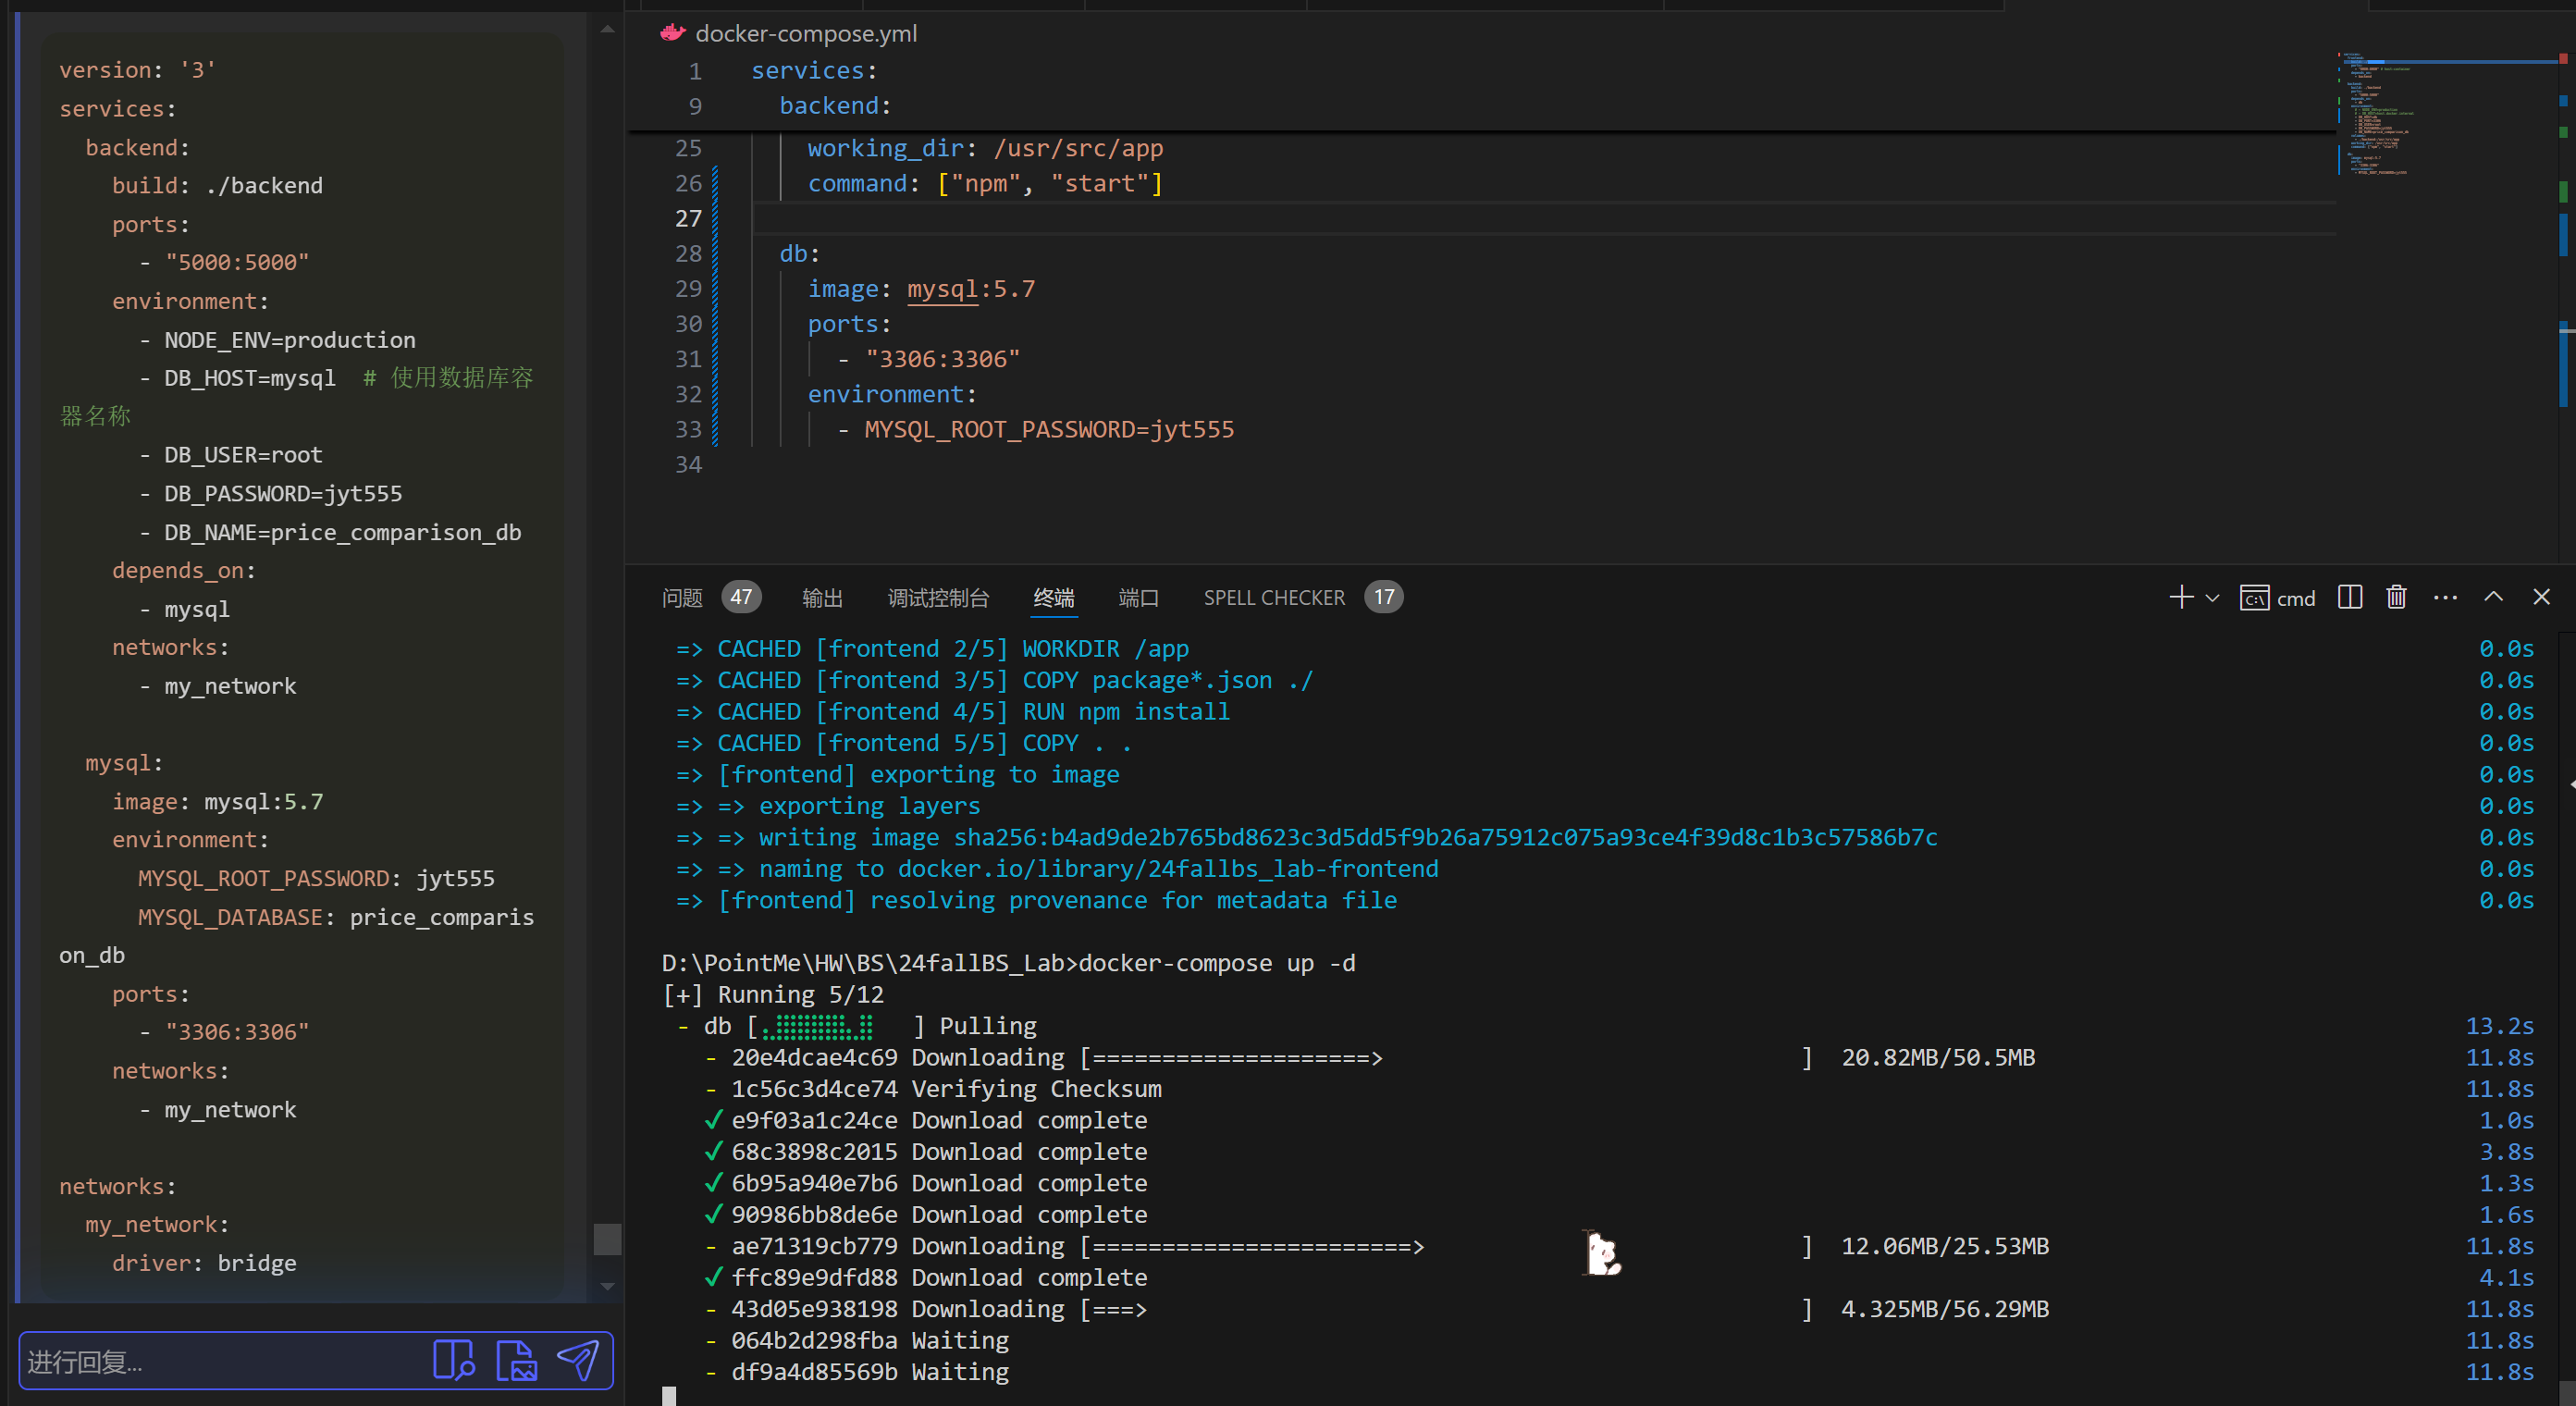 version: '3'
services:
  backend:
    build: ./backend
    ports:
      - "5000:5000"
    environment:
      - NODE_ENV=production
      - DB_HOST=mysql  # 使用数据库容
器名称
      - DB_USER=root
      - DB_PASSWORD=jyt555
      - DB_NAME=price_comparison_db
    depends_on:
      - mysql
    networks:
      - my_network
  mysql:
    image: mysql:5.7
    environment:
      MYSQL_ROOT_PASSWORD: jyt555
      MYSQL_DATABASE: price_comparis
on_db
    ports:
      - "3306:3306"
    networks:
      - my_network
networks:
  my_network:
    driver: bridge
进行回复...
docker-compose.yml
1 services:
9   backend:
25     working_dir: /usr/src/app
26     command: ["npm", "start"]
27
28   db:
29     image: mysql:5.7
30     ports:
31       - "3306:3306"
32     environment:
33       - MYSQL_ROOT_PASSWORD=jyt555
34
问题 47 输出 调试控制台 终端 端口 SPELL CHECKER 17 cmd
=> CACHED [frontend 2/5] WORKDIR /app 0.0s
=> CACHED [frontend 3/5] COPY package*.json ./ 0.0s
=> CACHED [frontend 4/5] RUN npm install 0.0s
=> CACHED [frontend 5/5] COPY . . 0.0s
=> [frontend] exporting to image 0.0s
=> => exporting layers 0.0s
=> => writing image sha256:b4ad9de2b765bd8623c3d5dd5f9b26a75912c075a93ce4f39d8c1b3c57586b7c 0.0s
=> => naming to docker.io/library/24fallbs_lab-frontend 0.0s
=> [frontend] resolving provenance for metadata file 0.0s
D:\PointMe\HW\BS\24fallBS_Lab>docker-compose up -d
[+] Running 5/12
- db [ ] Pulling 13.2s
- 20e4dcae4c69 Downloading [====================> ] 20.82MB/50.5MB 11.8s
- 1c56c3d4ce74 Verifying Checksum 11.8s
✓ e9f03a1c24ce Download complete 1.0s
✓ 68c3898c2015 Download complete 3.8s
✓ 6b95a940e7b6 Download complete 1.3s
✓ 90986bb8de6e Download complete 1.6s
- ae71319cb779 Downloading [=======================> ] 12.06MB/25.53MB 11.8s
✓ ffc89e9dfd88 Download complete 4.1s
- 43d05e938198 Downloading [===> ] 4.325MB/56.29MB 11.8s
- 064b2d298fba Waiting 11.8s
- df9a4d85569b Waiting 11.8s